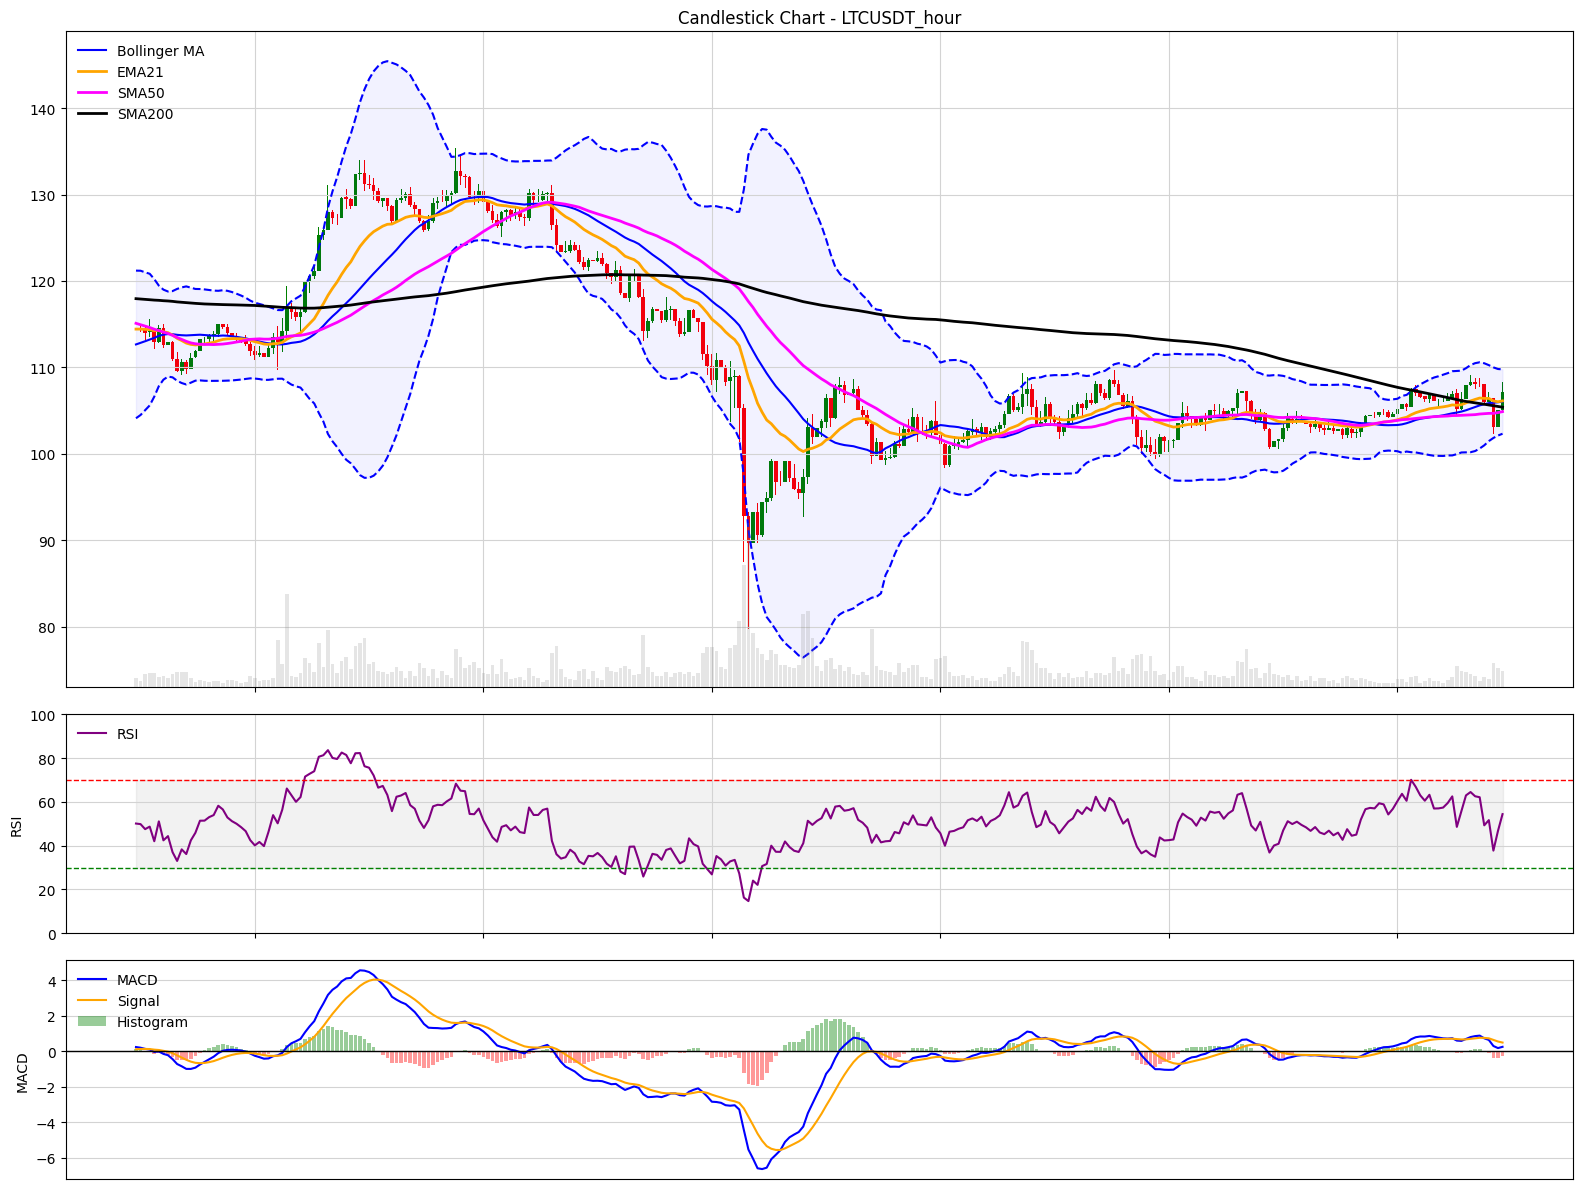 Candlestick Chart - LTCUSDT_hour
Bollinger MA
EMA21
SMA50
SMA200
140
130
120
110
100
90
80
RSI
100
80
60
40
20
0
RSI
MACD
Signal
Histogram
4
2
0
−2
−4
−6
MACD